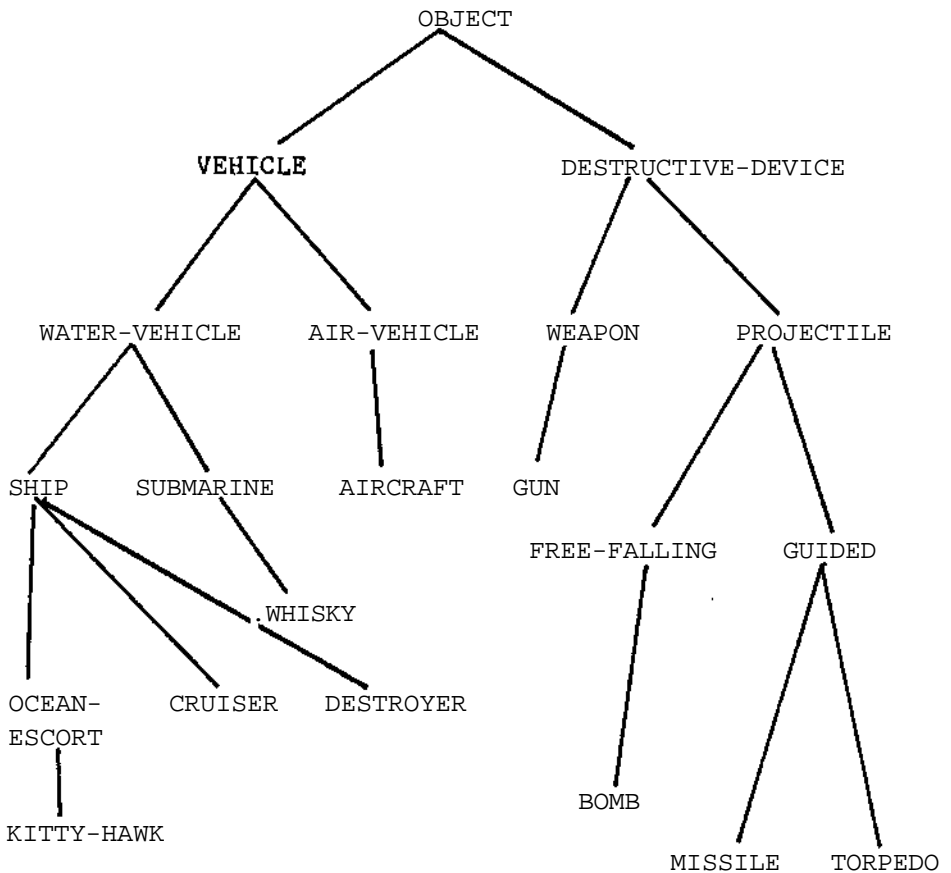 OBJECT
VEHICLE DESTRUCTIVE-DEVICE
WATER-VEHICLE AIR-VEHICLE WEAPON PROJECTILE
SHIP SUBMARINE AIRCRAFT GUN
FREE-FALLING GUIDED
.WHISKY
OCEAN-
ESCORT
CRUISER DESTROYER
BOMB
KITTY-HAWK
MISSILE TORPEDO